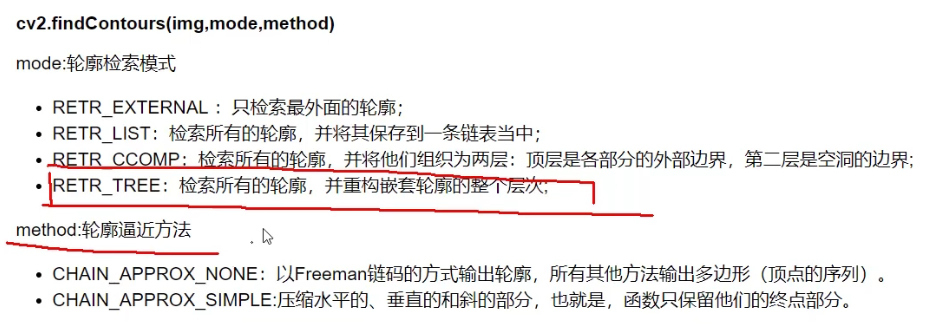 cv2.findContours(img,mode,method)
mode:轮廓检索模式
• RETR_EXTERNAL ：只检索最外面的轮廓；
• RETR_LIST：检索所有的轮廓，并将其保存到一条链表当中；
• RETR_CCOMP：检索所有的轮廓，并将他们组织为两层：顶层是各部分的外部边界，第二层是空洞的边界;
• RETR_TREE：检索所有的轮廓，并重构嵌套轮廓的整个层次;
method:轮廓逼近方法
• CHAIN_APPROX_NONE：以Freeman链码的方式输出轮廓，所有其他方法输出多边形（顶点的序列）。
• CHAIN_APPROX_SIMPLE:压缩水平的、垂直的和斜的部分，也就是，函数只保留他们的终点部分。